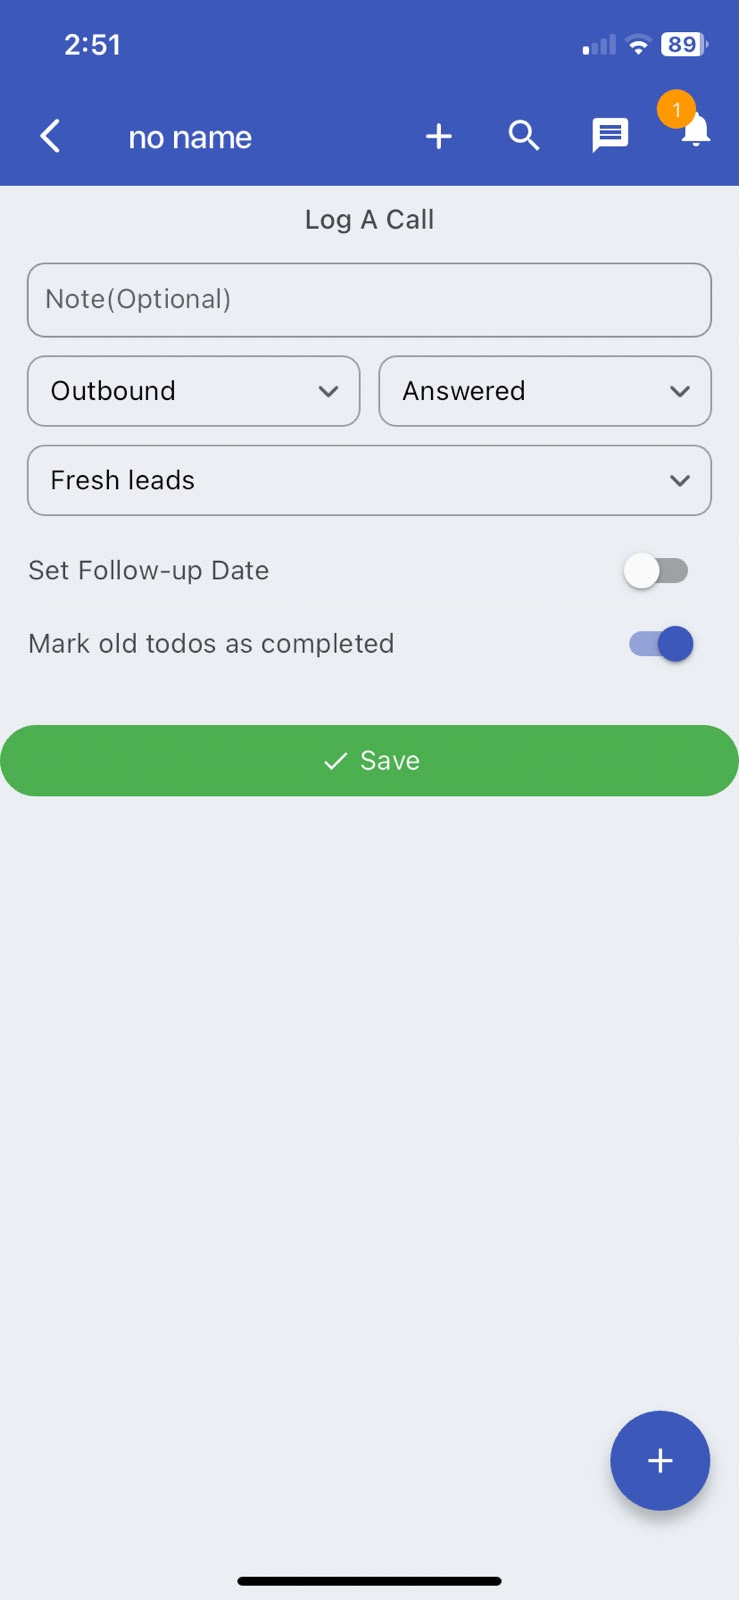 2:51
89
no name
1
Log A Call
Note(Optional)
Outbound
Answered
Fresh leads
Set Follow-up Date
Mark old todos as completed
Save